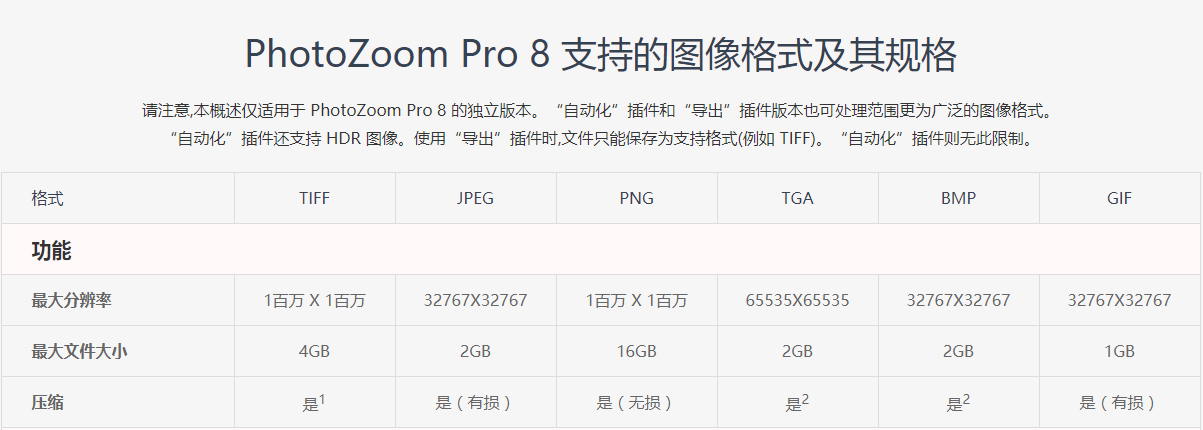 PhotoZoom Pro 8 支持的图像格式及其规格
请注意,本概述仅适用于 PhotoZoom Pro 8 的独立版本。“自动化”插件和“导出”插件版本也可处理范围更为广泛的图像格式。
“自动化”插件还支持 HDR 图像。使用“导出”插件时,文件只能保存为支持格式(例如 TIFF)。“自动化”插件则无此限制。
格式 TIFF JPEG PNG TGA BMP GIF
功能
最大分辨率 1百万 X 1百万 32767X32767 1百万 X 1百万 65535X65535 32767X32767 32767X32767
最大文件大小 4GB 2GB 16GB 2GB 2GB 1GB
压缩 是1 是（有损） 是（无损） 是2 是2 是（有损）